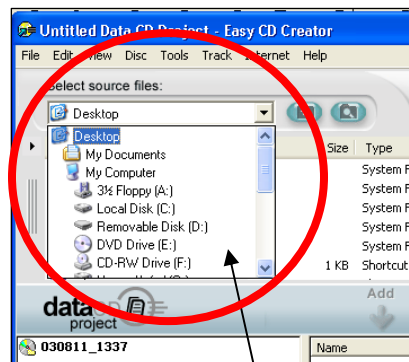 Untitled Data CD Project - Easy CD Creator
File Edit View Disc Tools Track Internet Help
Select source files:
Desktop
Desktop
Size Type
My Documents
My Computer
System F
3½ Floppy (A:)
System F
Local Disk (C:)
System F
Removable Disk (D:)
System F
DVD Drive (E:)
System F
CD-RW Drive (F:)
1 KB Shortcut
Add
data CD
project
030811_1337
Name